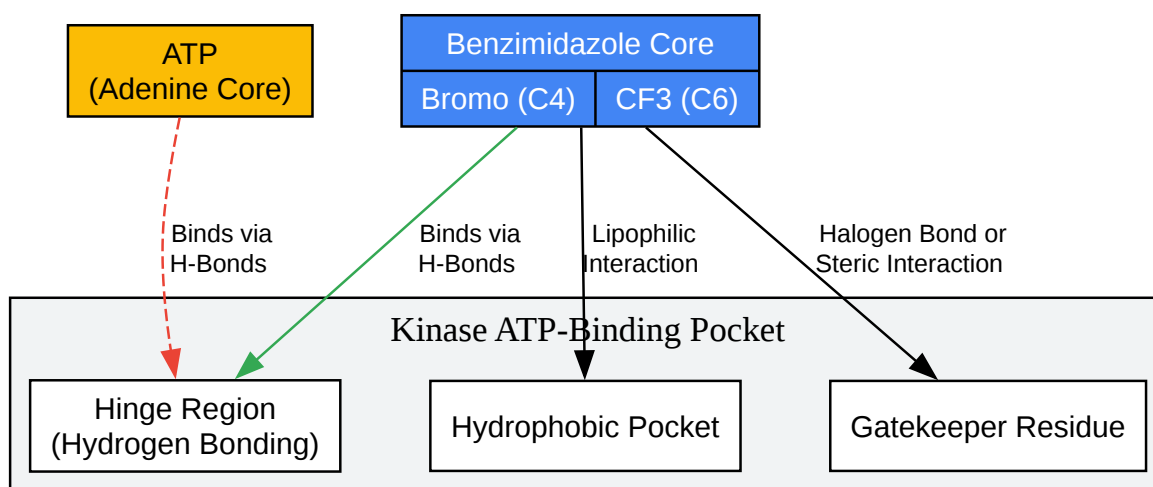 ATP
(Adenine Core)
Benzimidazole Core
Bromo (C4)
CF3 (C6)
Binds via
H-Bonds
Binds via
H-Bonds
Lipophilic
Interaction
Halogen Bond or
Steric Interaction
Kinase ATP-Binding Pocket
Hinge Region
(Hydrogen Bonding)
Hydrophobic Pocket
Gatekeeper Residue